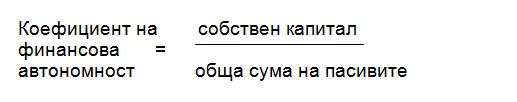 Коефициент на собствен капитал
финансова =
автономност обща сума на пасивите